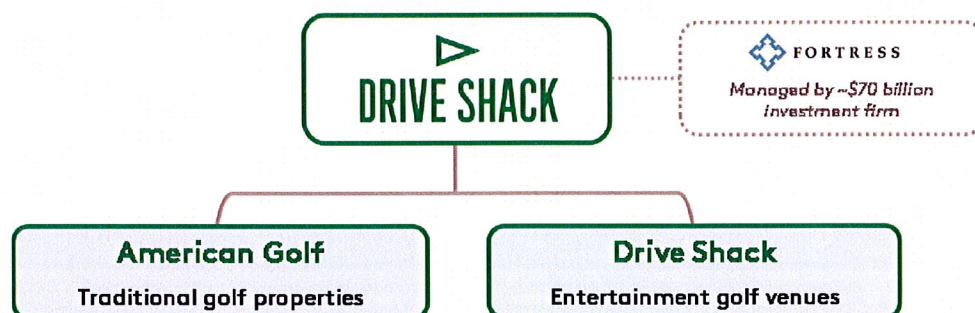 DRIVE SHACK
FORTRESS
Managed by ~$70 billion
investment firm
American Golf
Traditional golf properties
Drive Shack
Entertainment golf venues